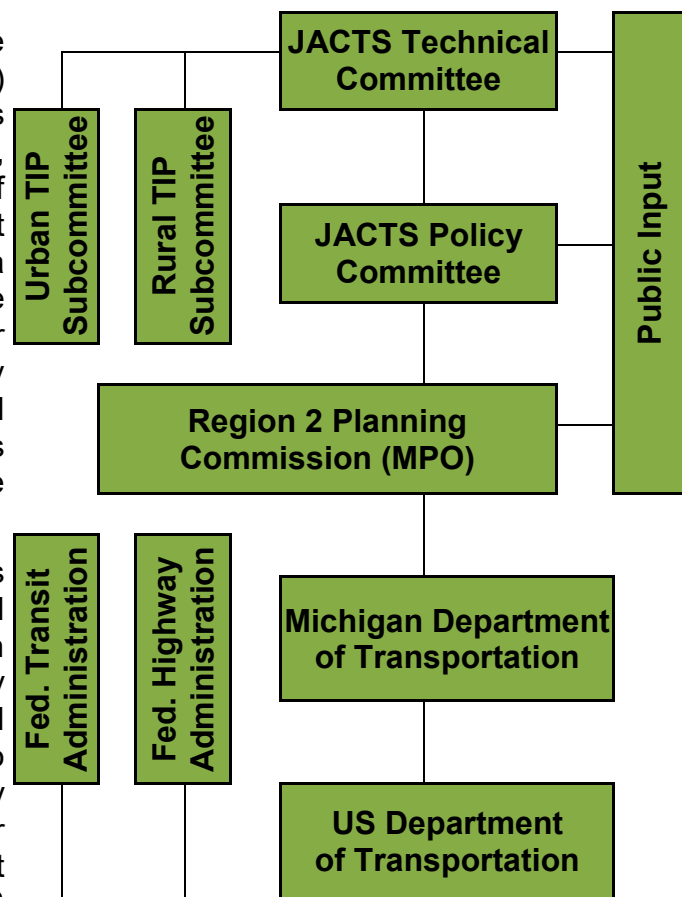 JACTS Technical
Committee
Urban TIP
Subcommittee
Rural TIP
Subcommittee
Public Input
JACTS Policy
Committee
Region 2 Planning
Commission (MPO)
Fed. Transit
Administration
Fed. Highway
Administration
Michigan Department
of Transportation
US Department
of Transportation